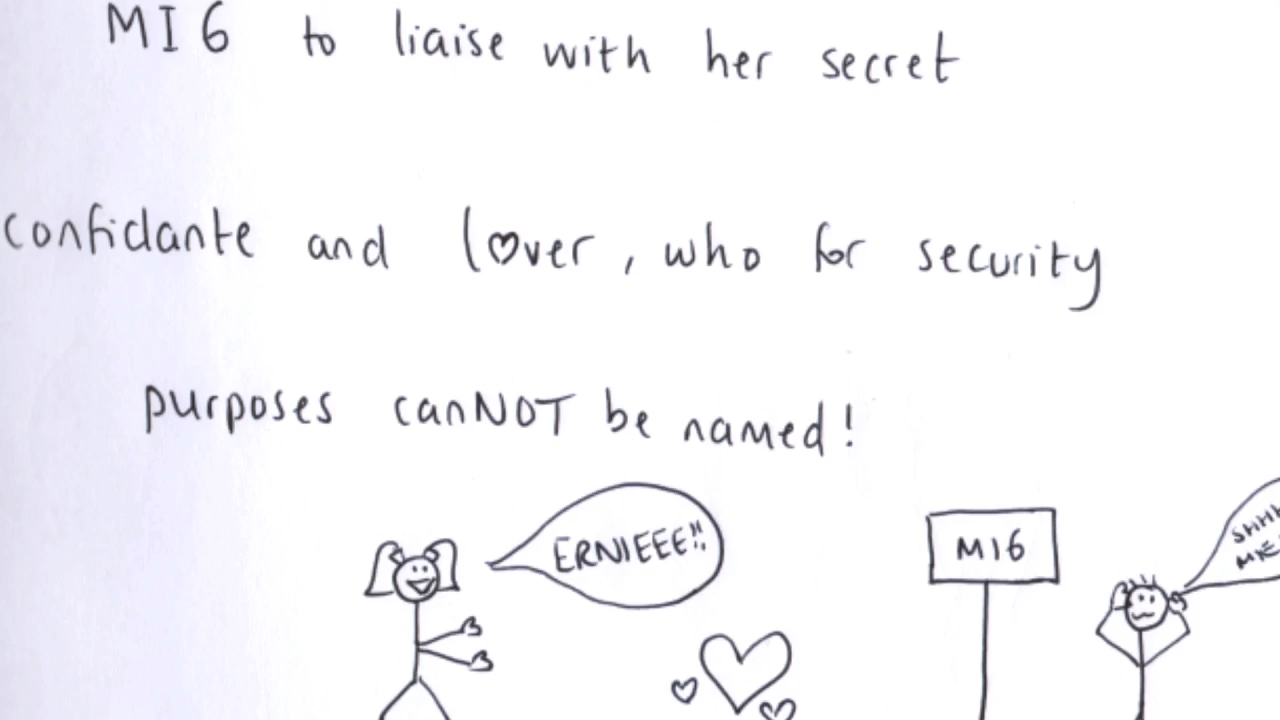 MI6 to liaise with her secret
confidante and lover, who for security
purposes canNOT be named!
ERNIEEE!!
MI6